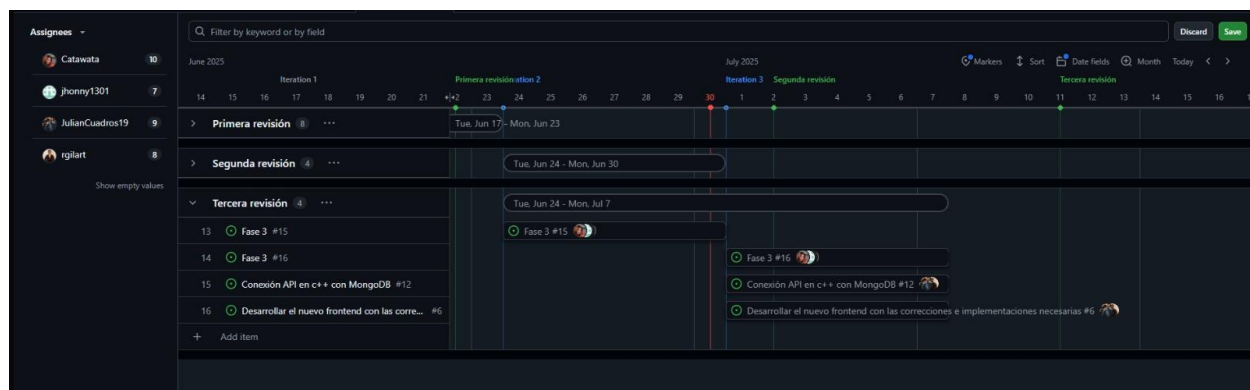 Assignees
Filter by keyword or by field
Discard
Save
Catawata 10
jhonny1301 7
JulianCuadros19 9
rgilart 8
Show empty values
June 2025
July 2025
Markers
Sort
Date fields
Month
Today
Iteration 1
Primera revisión
ation 2
Iteration 3
Segunda revisión
Tercera revisión
14 15 16 17 18 19 20 21 22 23 24 25 26 27 28 29 30 1 2 3 4 5 6 7 8 9 10 11 12 13 14 15 16
Primera revisión 8
Tue, Jun 17 - Mon, Jun 23
Segunda revisión 4
Tue, Jun 24 - Mon, Jun 30
Tercera revisión 4
Tue, Jun 24 - Mon, Jul 7
13 Fase 3 #15
Fase 3 #15
14 Fase 3 #16
Fase 3 #16
15 Conexión API en c++ con MongoDB #12
Conexión API en c++ con MongoDB #12
16 Desarrollar el nuevo frontend con las corre... #6
Desarrollar el nuevo frontend con las correcciones e implementaciones necesarias #6
+ Add item